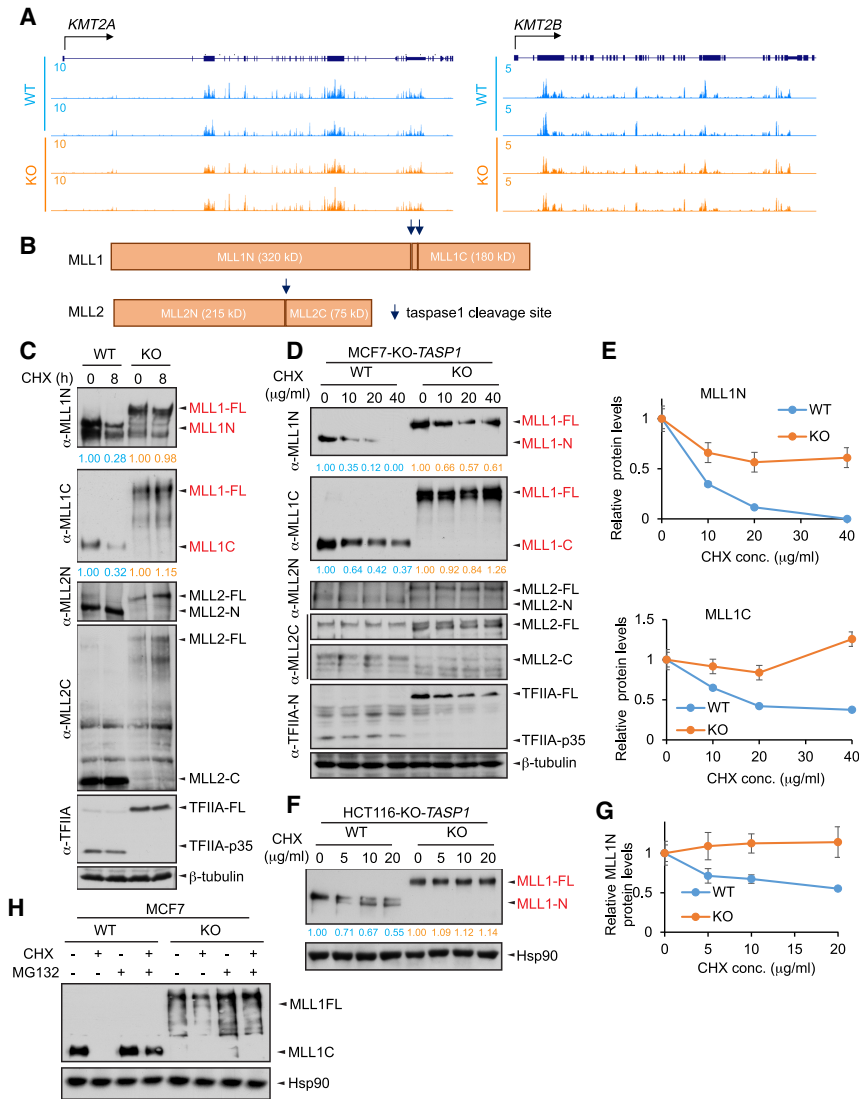 A
KMT2A
KMT2B
WT
KO
10
10
10
10
WT
KO
5
5
5
5
B
MLL1
MLL1N (320 kD)
MLL1C (180 kD)
MLL2
MLL2N (215 kD)
MLL2C (75 kD)
taspase1 cleavage site
C
WT
KO
CHX (h)
0 8 0 8
α-MLL1N
MLL1-FL
MLL1N
1.00 0.28 1.00 0.98
α-MLL1C
MLL1-FL
MLL1C
1.00 0.32 1.00 1.15
α-MLL2N
MLL2-FL
MLL2-N
α-MLL2C
MLL2-FL
MLL2-C
α-TFIIA
TFIIA-FL
TFIIA-p35
β-tubulin
D
MCF7-KO-TASP1
CHX
(µg/ml)
WT
KO
0 10 20 40 0 10 20 40
α-MLL1N
MLL1-FL
MLL1-N
1.00 0.35 0.12 0.00 1.00 0.66 0.57 0.61
α-MLL1C
MLL1-FL
MLL1-C
1.00 0.64 0.42 0.37 1.00 0.92 0.84 1.26
α-MLL2N
MLL2-FL
MLL2-N
α-MLL2C
MLL2-FL
MLL2-C
α-TFIIA-N
TFIIA-FL
TFIIA-p35
β-tubulin
E
MLL1N
WT
KO
Relative protein levels
1
0.5
0
0 10 20 30 40
CHX conc. (µg/ml)
MLL1C
Relative protein levels
1.5
1
0.5
0
WT
KO
0 10 20 30 40
CHX conc. (µg/ml)
F
HCT116-KO-TASP1
CHX
(µg/ml)
WT
KO
0 5 10 20 0 5 10 20
MLL1-FL
MLL1-N
1.00 0.71 0.67 0.55 1.00 1.09 1.12 1.14
Hsp90
G
Relative MLL1N
protein levels
1
0.5
0
WT
KO
0 5 10 15 20
CHX conc. (µg/ml)
H
MCF7
WT
KO
CHX - + - + - + - +
MG132 - - + + - - + +
MLL1FL
MLL1C
Hsp90